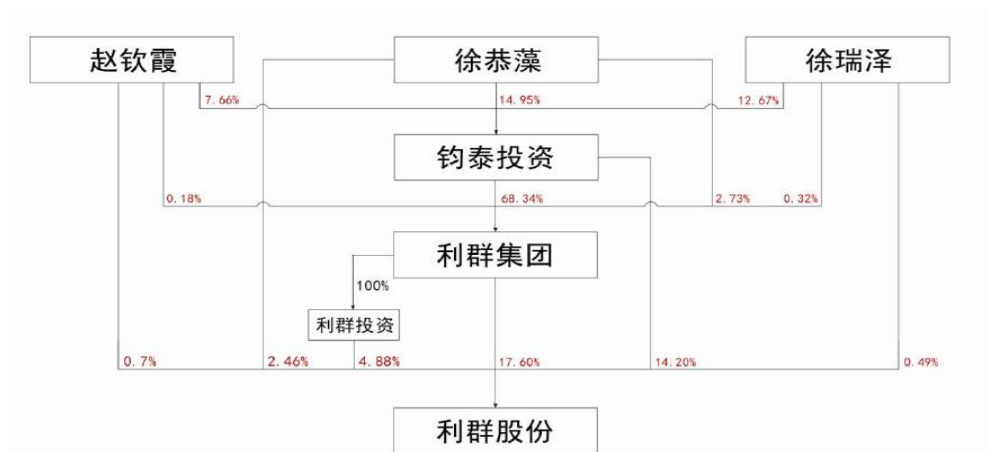 赵钦霞
徐恭藻
徐瑞泽
7.66%
14.95%
12.67%
钧泰投资
0.18%
68.34%
2.73%
0.32%
利群集团
100%
利群投资
0.7%
2.46%
4.88%
17.60%
14.20%
0.49%
利群股份